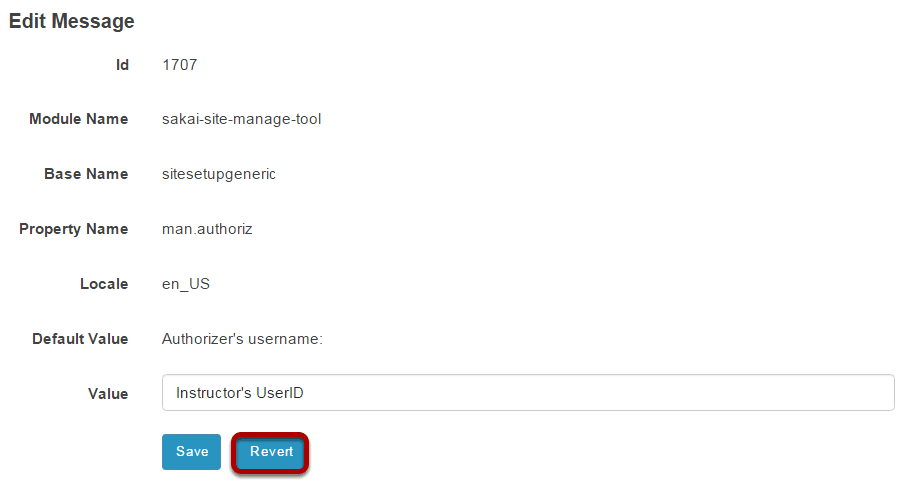 Edit Message
Id 1707
Module Name sakai-site-manage-tool
Base Name sitesetupgeneric
Property Name man.authoriz
Locale en_US
Default Value Authorizer's username:
Value Instructor's UserID
Save Revert